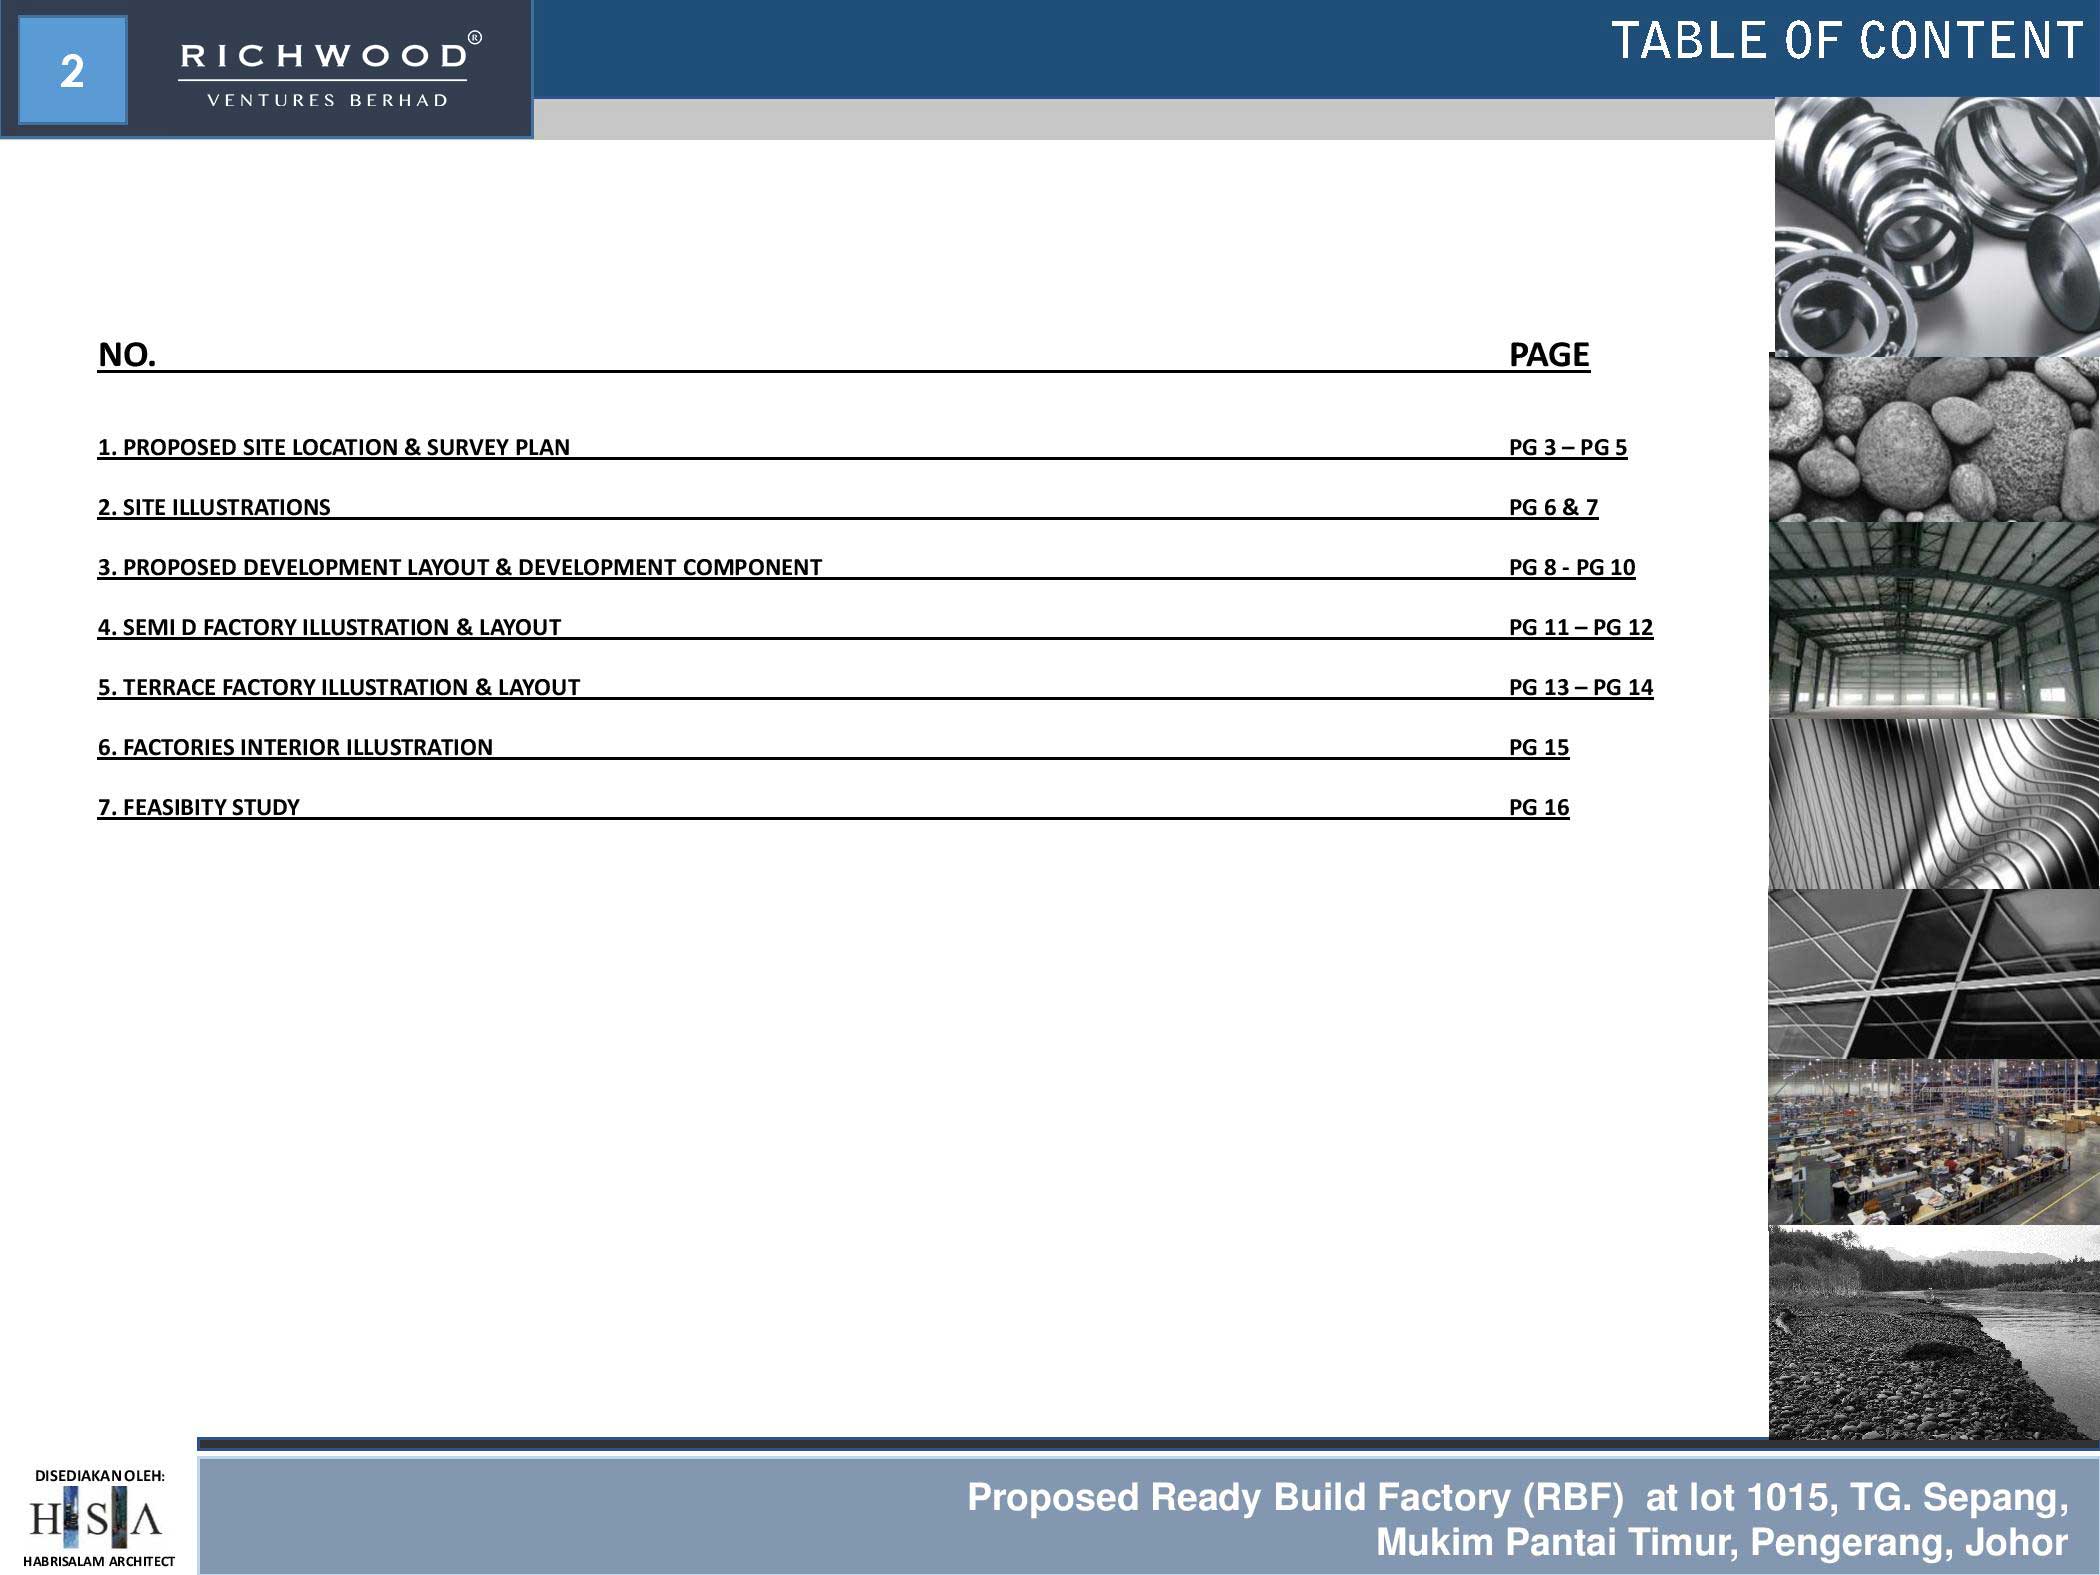 2
RICHWOOD®
VENTURES BERHAD
TABLE OF CONTENT
NO. PAGE
1. PROPOSED SITE LOCATION & SURVEY PLAN PG 3 – PG 5
2. SITE ILLUSTRATIONS PG 6 & 7
3. PROPOSED DEVELOPMENT LAYOUT & DEVELOPMENT COMPONENT PG 8 - PG 10
4. SEMI D FACTORY ILLUSTRATION & LAYOUT PG 11 – PG 12
5. TERRACE FACTORY ILLUSTRATION & LAYOUT PG 13 – PG 14
6. FACTORIES INTERIOR ILLUSTRATION PG 15
7. FEASIBITY STUDY PG 16
DISEDIAKAN OLEH:
HSA
HABRISALAM ARCHITECT
Proposed Ready Build Factory (RBF) at lot 1015, TG. Sepang,
Mukim Pantai Timur, Pengerang, Johor